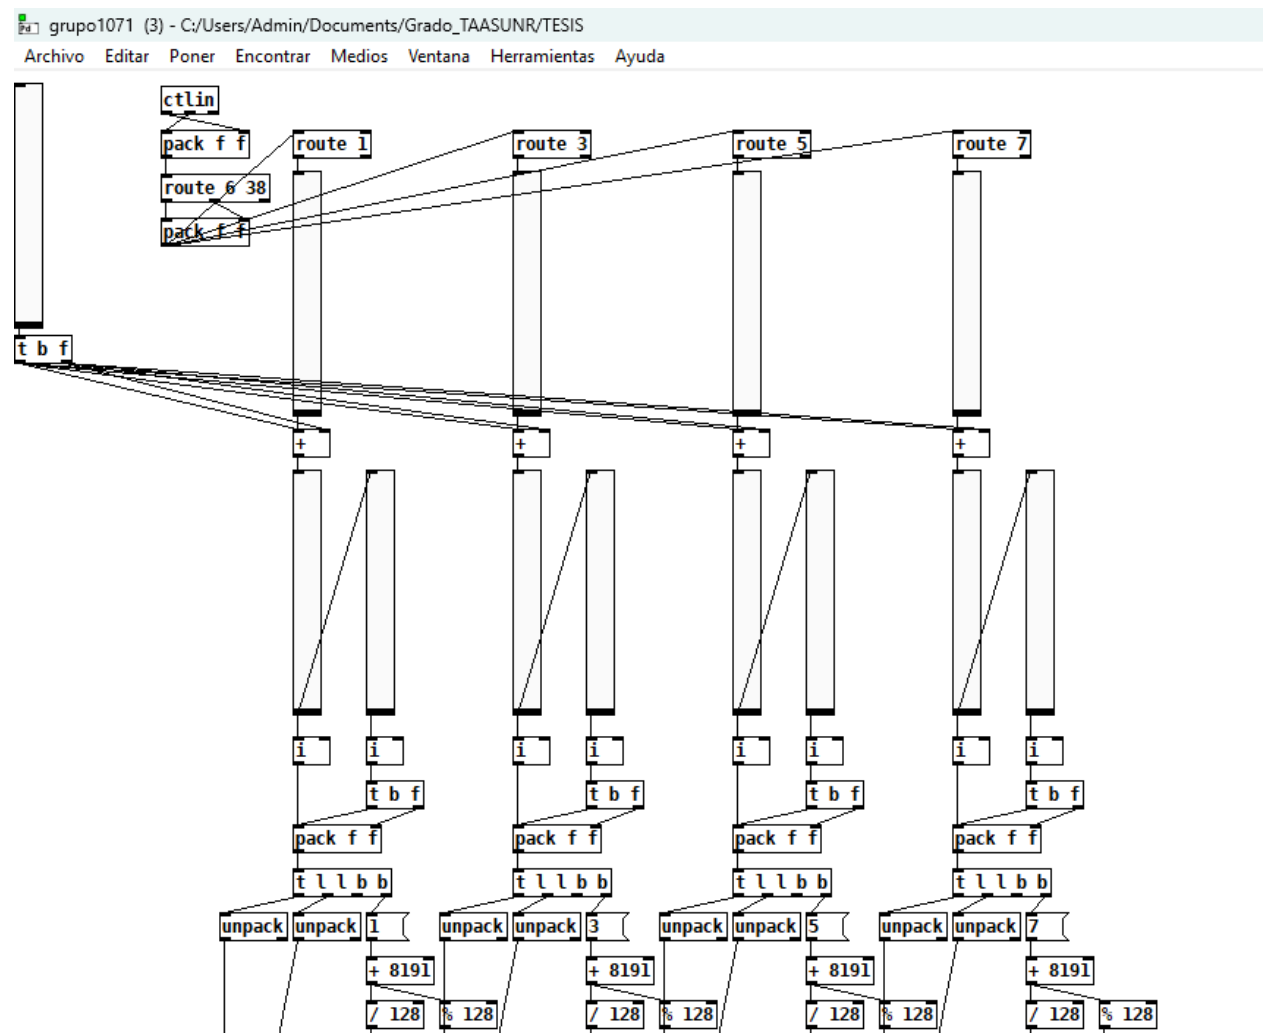 grupo1071 (3) - C:/Users/Admin/Documents/Grado_TAASUNR/TESIS
Archivo Editar Poner Encontrar Medios Ventana Herramientas Ayuda
ctlin
pack f f route 1 route 3 route 5 route 7
route 6 38
pack f f
t b f
+ + + +
i i i i i i i i
t b f t b f t b f t b f
pack f f pack f f pack f f pack f f
t l l b b t l l b b t l l b b t l l b b
unpack unpack 1 unpack unpack 3 unpack unpack 5 unpack unpack 7
+ 8191 + 8191 + 8191 + 8191
/ 128 % 128 / 128 % 128 / 128 % 128 / 128 % 128